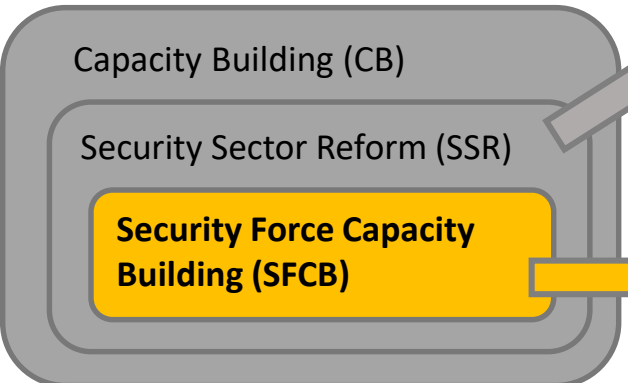 Capacity Building (CB)
Security Sector Reform (SSR)
Security Force Capacity
Building (SFCB)